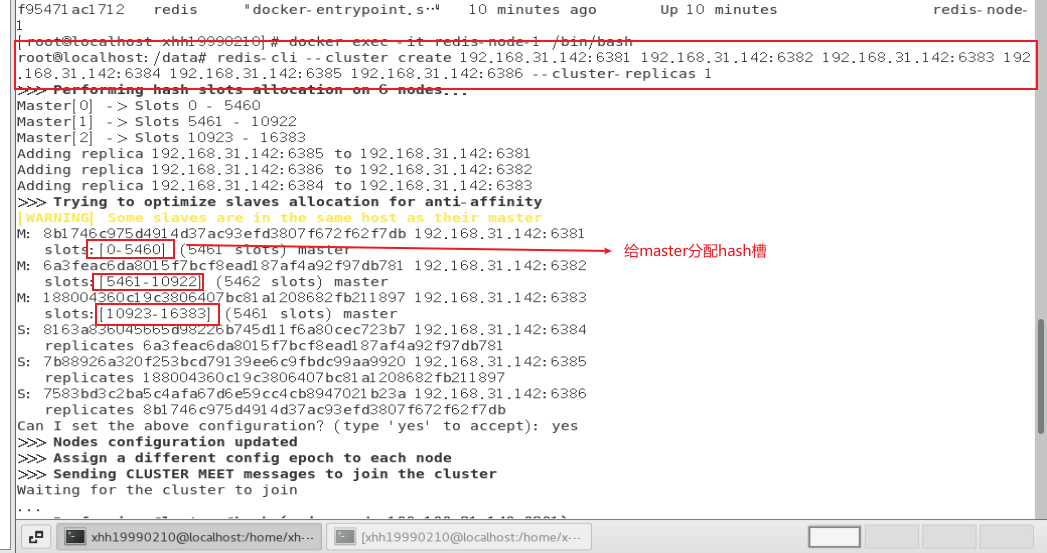 f95471ac1712 redis "docker-entrypoint.s…" 10 minutes ago Up 10 minutes redis-node-
1
[root@localhost xhh19990210]# docker exec -it redis-node-1 /bin/bash
root@localhost:/data# redis-cli --cluster create 192.168.31.142:6381 192.168.31.142:6382 192.168.31.142:6383 192
.168.31.142:6384 192.168.31.142:6385 192.168.31.142:6386 --cluster-replicas 1
>>> Performing hash slots allocation on 6 nodes...
Master[0] -> Slots 0 - 5460
Master[1] -> Slots 5461 - 10922
Master[2] -> Slots 10923 - 16383
Adding replica 192.168.31.142:6385 to 192.168.31.142:6381
Adding replica 192.168.31.142:6386 to 192.168.31.142:6382
Adding replica 192.168.31.142:6384 to 192.168.31.142:6383
>>> Trying to optimize slaves allocation for anti-affinity
[WARNING] Some slaves are in the same host as their master
M: 8b1746c975d4914d37ac93efd3807f672f62f7db 192.168.31.142:6381
slots:[0-5460] (5461 slots) master
给master分配hash槽
M: 6a3feac6da8015f7bcf8ead187af4a92f97db781 192.168.31.142:6382
slots:[5461-10922] (5462 slots) master
M: 188004360c19c3806407bc81a1208682fb211897 192.168.31.142:6383
slots:[10923-16383] (5461 slots) master
S: 8163a836045665d98226b745d11f6a80cec723b7 192.168.31.142:6384
replicates 6a3feac6da8015f7bcf8ead187af4a92f97db781
S: 7b88926a320f253bcd79139ee6c9fbdc99aa9920 192.168.31.142:6385
replicates 188004360c19c3806407bc81a1208682fb211897
S: 7583bd3c2ba5c4afa67d6e59cc4cb8947021b23a 192.168.31.142:6386
replicates 8b1746c975d4914d37ac93efd3807f672f62f7db
Can I set the above configuration? (type 'yes' to accept): yes
>>> Nodes configuration updated
>>> Assign a different config epoch to each node
>>> Sending CLUSTER MEET messages to join the cluster
Waiting for the cluster to join
...
xhh19990210@localhost:/home/xh…
[xhh19990210@localhost:/home/x…